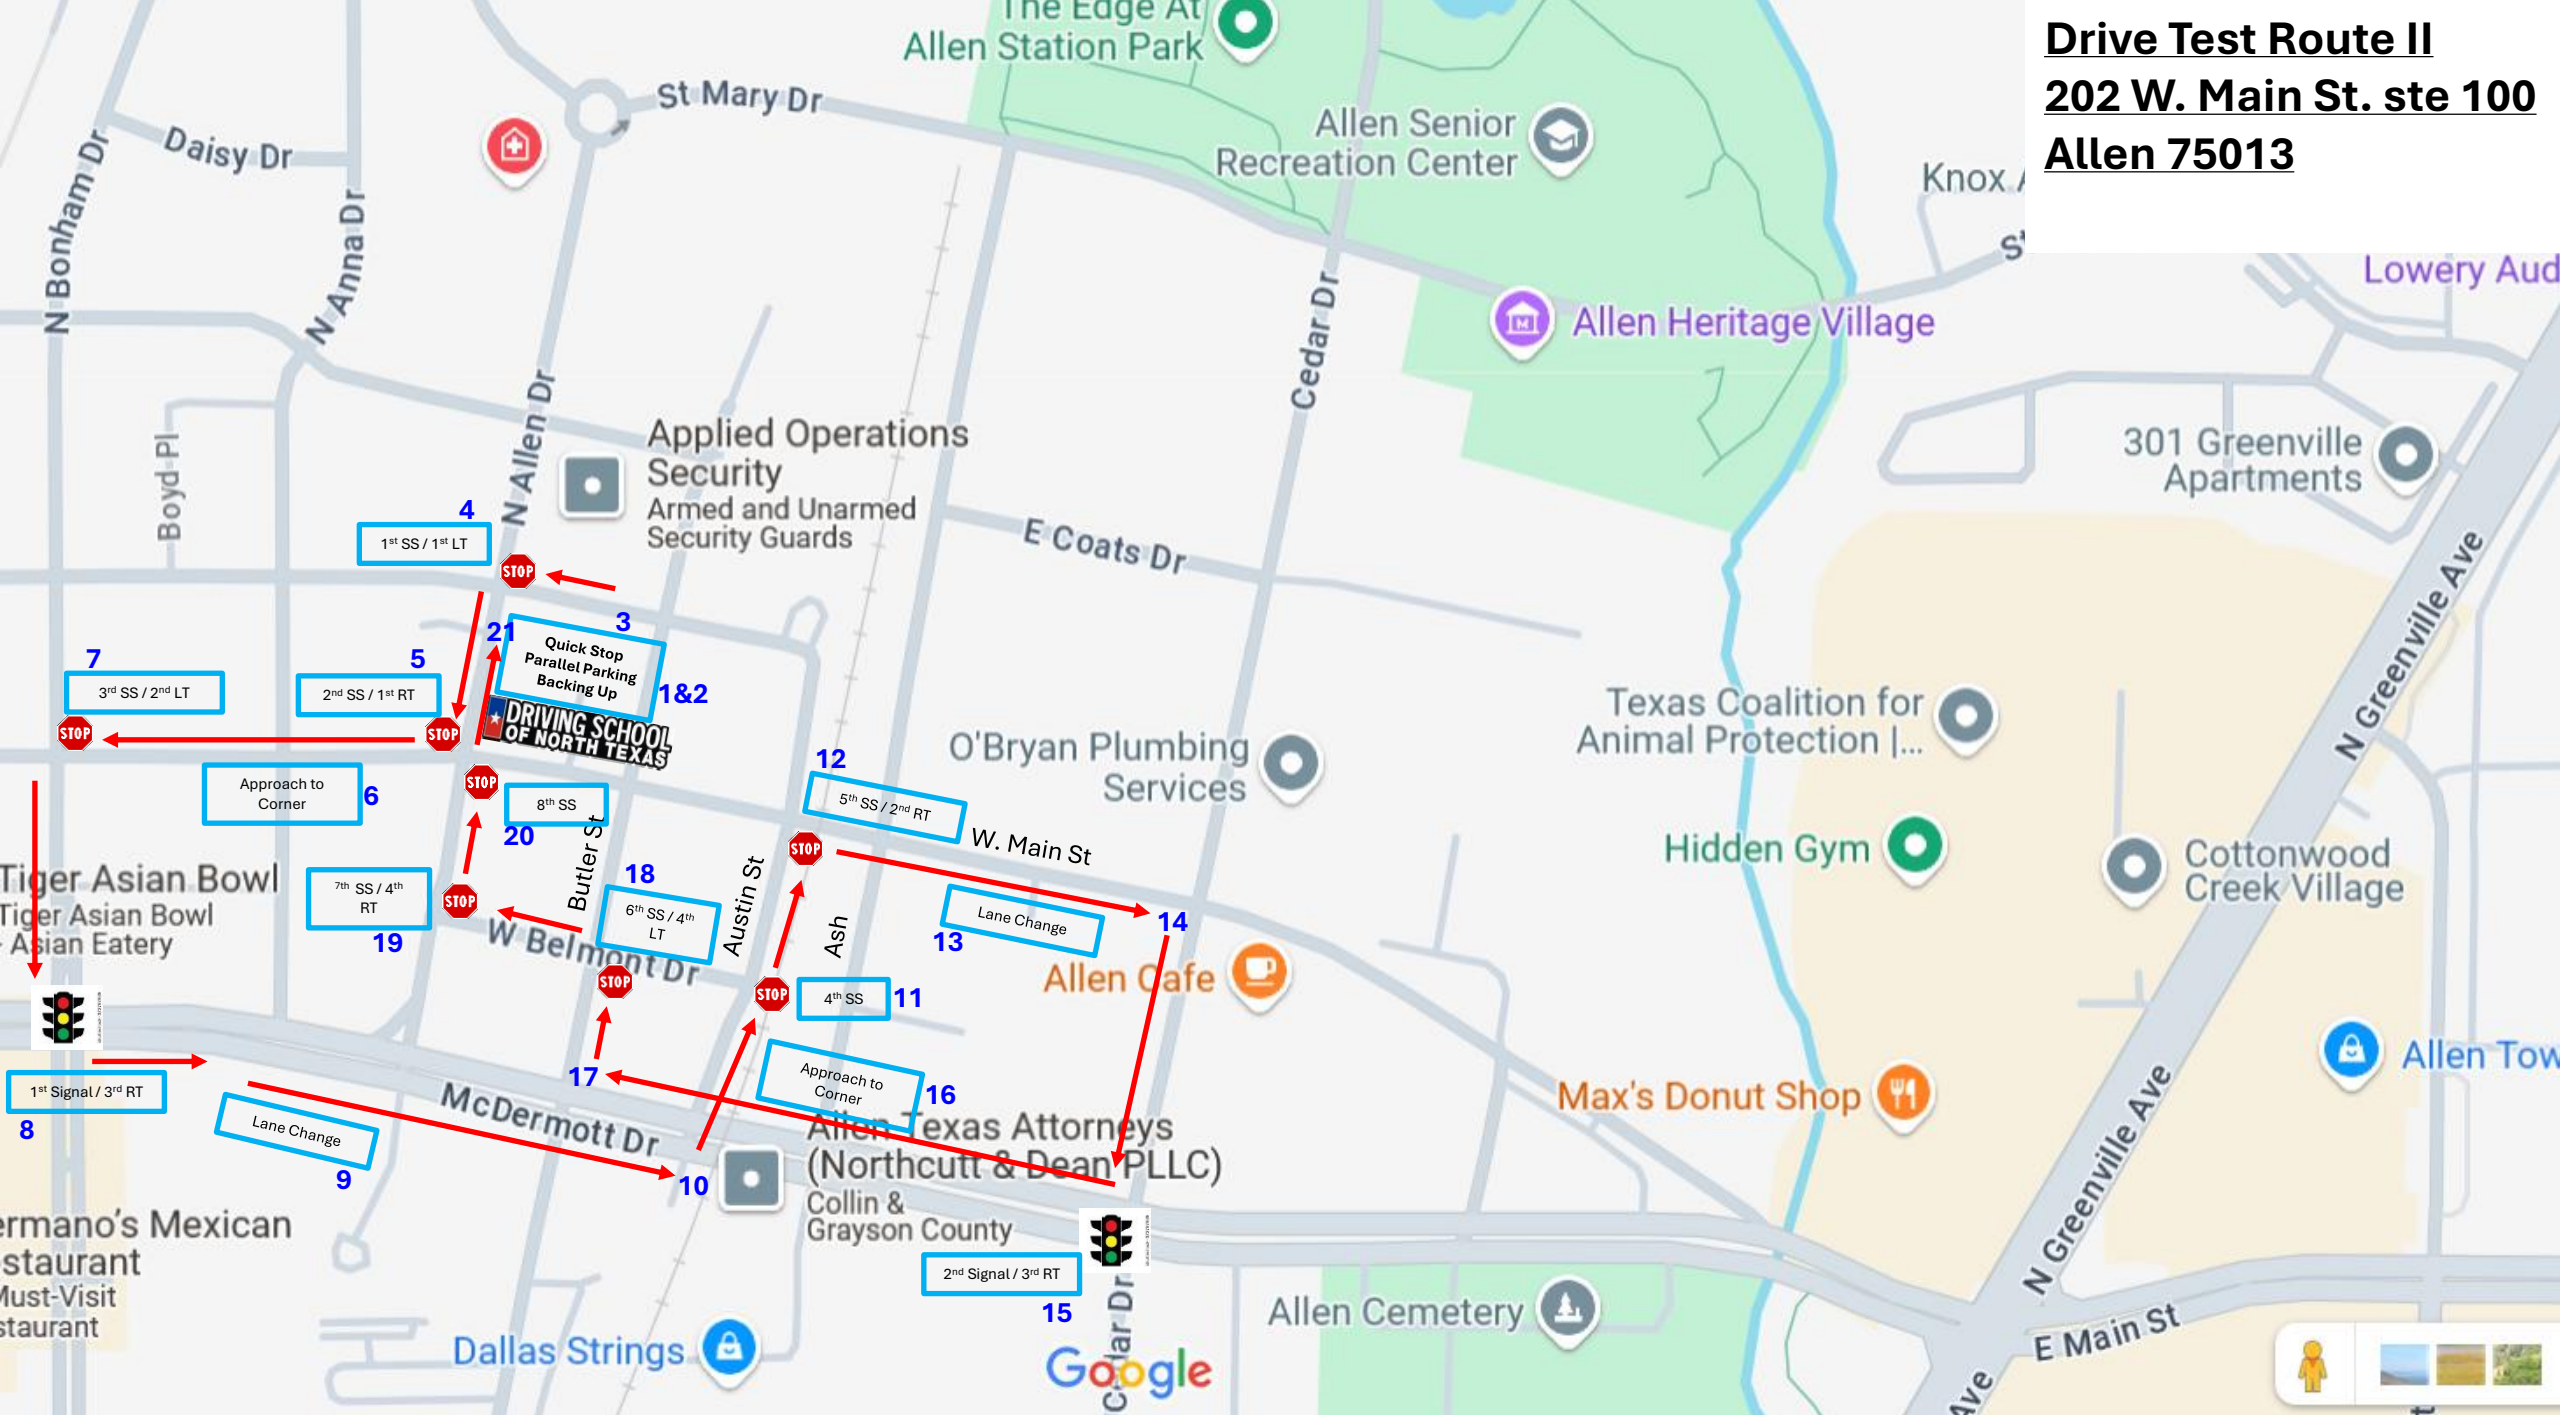 Drive Test Route II
202 W. Main St. ste 100
Allen 75013
The Edge At
Allen Station Park
St Mary Dr
Daisy Dr
N Bonham Dr
N Anna Dr
Allen Senior
Recreation Center
Knox
Lowery Aud
Allen Heritage Village
Cedar Dr
N Allen Dr
Boyd Pl
Applied Operations
Security
Armed and Unarmed
Security Guards
E Coats Dr
301 Greenville
Apartments
N Greenville Ave
4
1st SS / 1st LT
STOP
3
21
Quick Stop
Parallel Parking
Backing Up
1&2
DRIVING SCHOOL
OF NORTH TEXAS
7
3rd SS / 2nd LT
STOP
5
2nd SS / 1st RT
STOP
Approach to
Corner
6
STOP
8th SS
20
12
5th SS / 2nd RT
STOP
W. Main St
O'Bryan Plumbing
Services
Texas Coalition for
Animal Protection |...
Hidden Gym
Cottonwood
Creek Village
Tiger Asian Bowl
Tiger Asian Bowl
- Asian Eatery
7th SS / 4th
RT
19
STOP
Butler St
18
6th SS / 4th
LT
STOP
W Belmont Dr
Austin St
Ash
Lane Change
13
14
Allen Cafe
STOP
4th SS
11
1st Signal / 3rd RT
8
Lane Change
9
McDermott Dr
10
17
Approach to
Corner
16
Allen Texas Attorneys
(Northcutt & Dean PLLC)
Collin &
Grayson County
2nd Signal / 3rd RT
15
Max's Donut Shop
Allen Tow
N Greenville Ave
ermano's Mexican
staurant
Must-Visit
staurant
Dallas Strings
Google
Allen Cemetery
E Main St
Ave